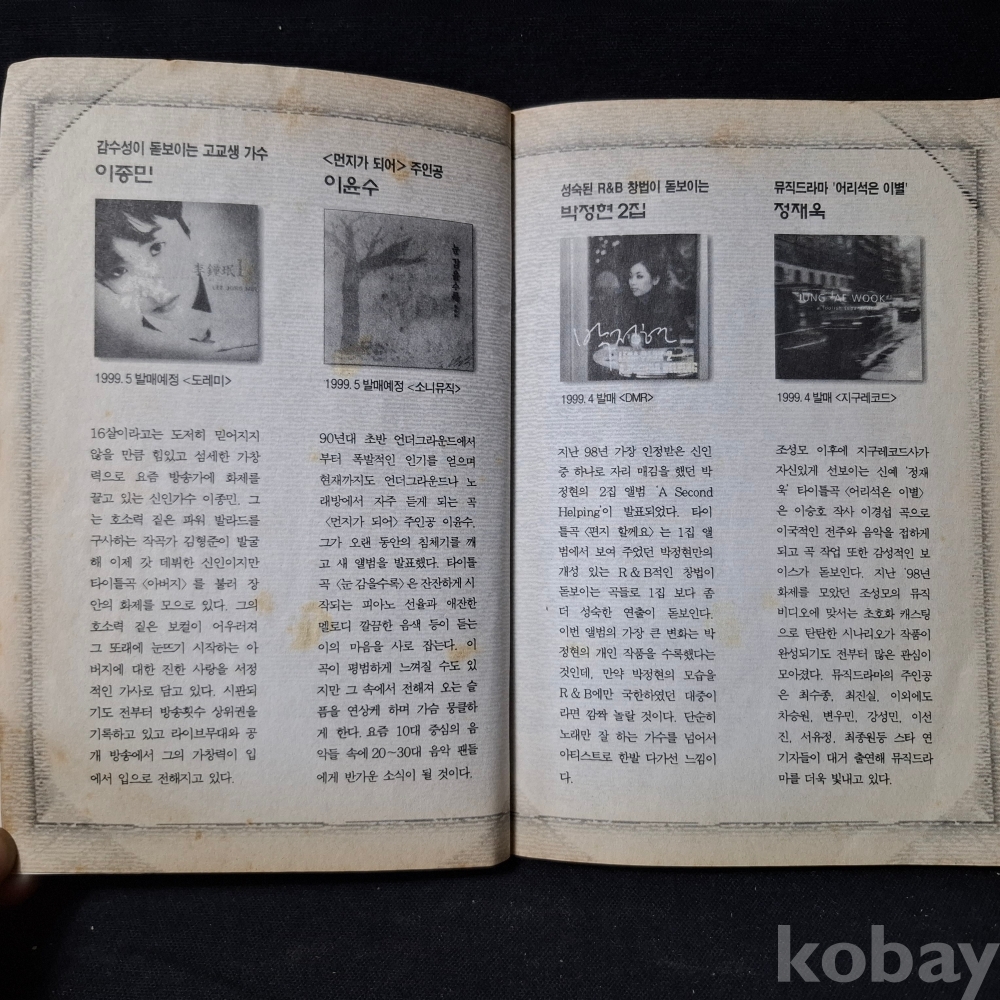 감수성이 돋보이는 고교생 가수
이종민
李鍾珉
1999. 5 발매예정 <도레미>
16살이라고는 도저히 믿어지지
않을 만큼 힘있고 섬세한 가창
력으로 요즘 방송가에 화제를
끌고 있는 신인가수 이종민. 그
는 호소력 짙은 파워 발라드를
구사하는 작곡가 김형준이 발굴
해 이제 갓 데뷔한 신인이지만
타이틀곡 <아버지>를 불러 장
안의 화제를 모으로 있다. 그의
호소력 짙은 보컬이 어우러져
그 또래에 눈뜨기 시작하는 아
버지에 대한 진한 사랑을 서정
적인 가사로 담고 있다. 시판되
기도 전부터 방송횟수 상위권을
기록하고 있고 라이브무대와 공
개 방송에서 그의 가창력이 입
에서 입으로 전해지고 있다.
<먼지가 되어> 주인공
이윤수
눈 감을수록
1999. 5 발매예정 <소니뮤직>
90년대 초반 언더그라운드에서
부터 폭발적인 인기를 얻으며
현재까지도 언더그라운드나 노
래방에서 자주 듣게 되는 곡
<먼지가 되어> 주인공 이윤수.
그가 오랜 동안의 침체기를 깨
고 새 앨범을 발표했다. 타이틀
곡 <눈 감을수록>은 잔잔하게 시
작되는 피아노 선율과 애잔한
멜로디 깔끔한 음색 등이 듣는
이의 마음을 사로 잡는다. 이
곡이 평범하게 느껴질 수도 있
지만 그 속에서 전해져 오는 슬
픔을 연상케 하며 가슴 뭉클하
게 한다. 요즘 10대 중심의 음
악들 속에 20~30대 음악 팬들
에게 반가운 소식이 될 것이다.
성숙된 R&B 창법이 돋보이는
박정현 2집
박정현
1999. 4 발매 <DMR>
지난 98년 가장 인정받은 신인
중 하나로 자리 매김을 했던 박
정현의 2집 앨범 'A Second
Helping'이 발표되었다. 타이
틀곡 <편지 할께요>는 1집 앨
범에서 보여 주었던 박정현만의
개성 있는 R&B적인 창법이
돋보이는 곡들로 1집 보다 좀
더 성숙한 연출이 돋보인다.
이번 앨범의 가장 큰 변화는 박
정현의 개인 작품을 수록했다는
것인데, 만약 박정현의 모습을
R&B에만 국한하였던 대중이
라면 깜짝 놀랄 것이다. 단순히
노래만 잘 하는 가수를 넘어서
아티스트로 한발 다가선 느낌이
다.
뮤직드라마 '어리석은 이별'
정재욱
JUNG JAE WOOK
1999. 4 발매 <지구레코드>
조성모 이후에 지구레코드사가
자신있게 선보이는 신예 '정재
욱' 타이틀곡 <어리석은 이별>
은 이승호 작사 이경섭 곡으로
이국적인 전주와 음악을 접하게
되고 곡 작업 또한 감성적인 보
이스가 돋보인다. 지난 '98년
화제를 모았던 조성모의 뮤직
비디오에 맞서는 초호화 캐스팅
으로 탄탄한 시나리오가 작품이
완성되기도 전부터 많은 관심이
모아졌다. 뮤직드라마의 주인공
은 최수종, 최진실, 이외에도
차승원, 변우민, 강성민, 이선
진, 서유정, 최종원등 스타 연
기자들이 대거 출연해 뮤직드라
마를 더욱 빛내고 있다.
kobay